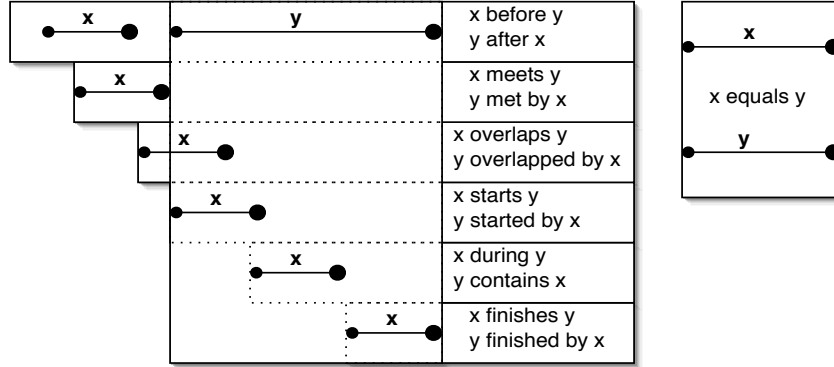 x
y
x before y
y after x
x
x meets y
y met by x
x
x overlaps y
y overlapped by x
x
x starts y
y started by x
x
x during y
y contains x
x
x finishes y
y finished by x
x
x equals y
y